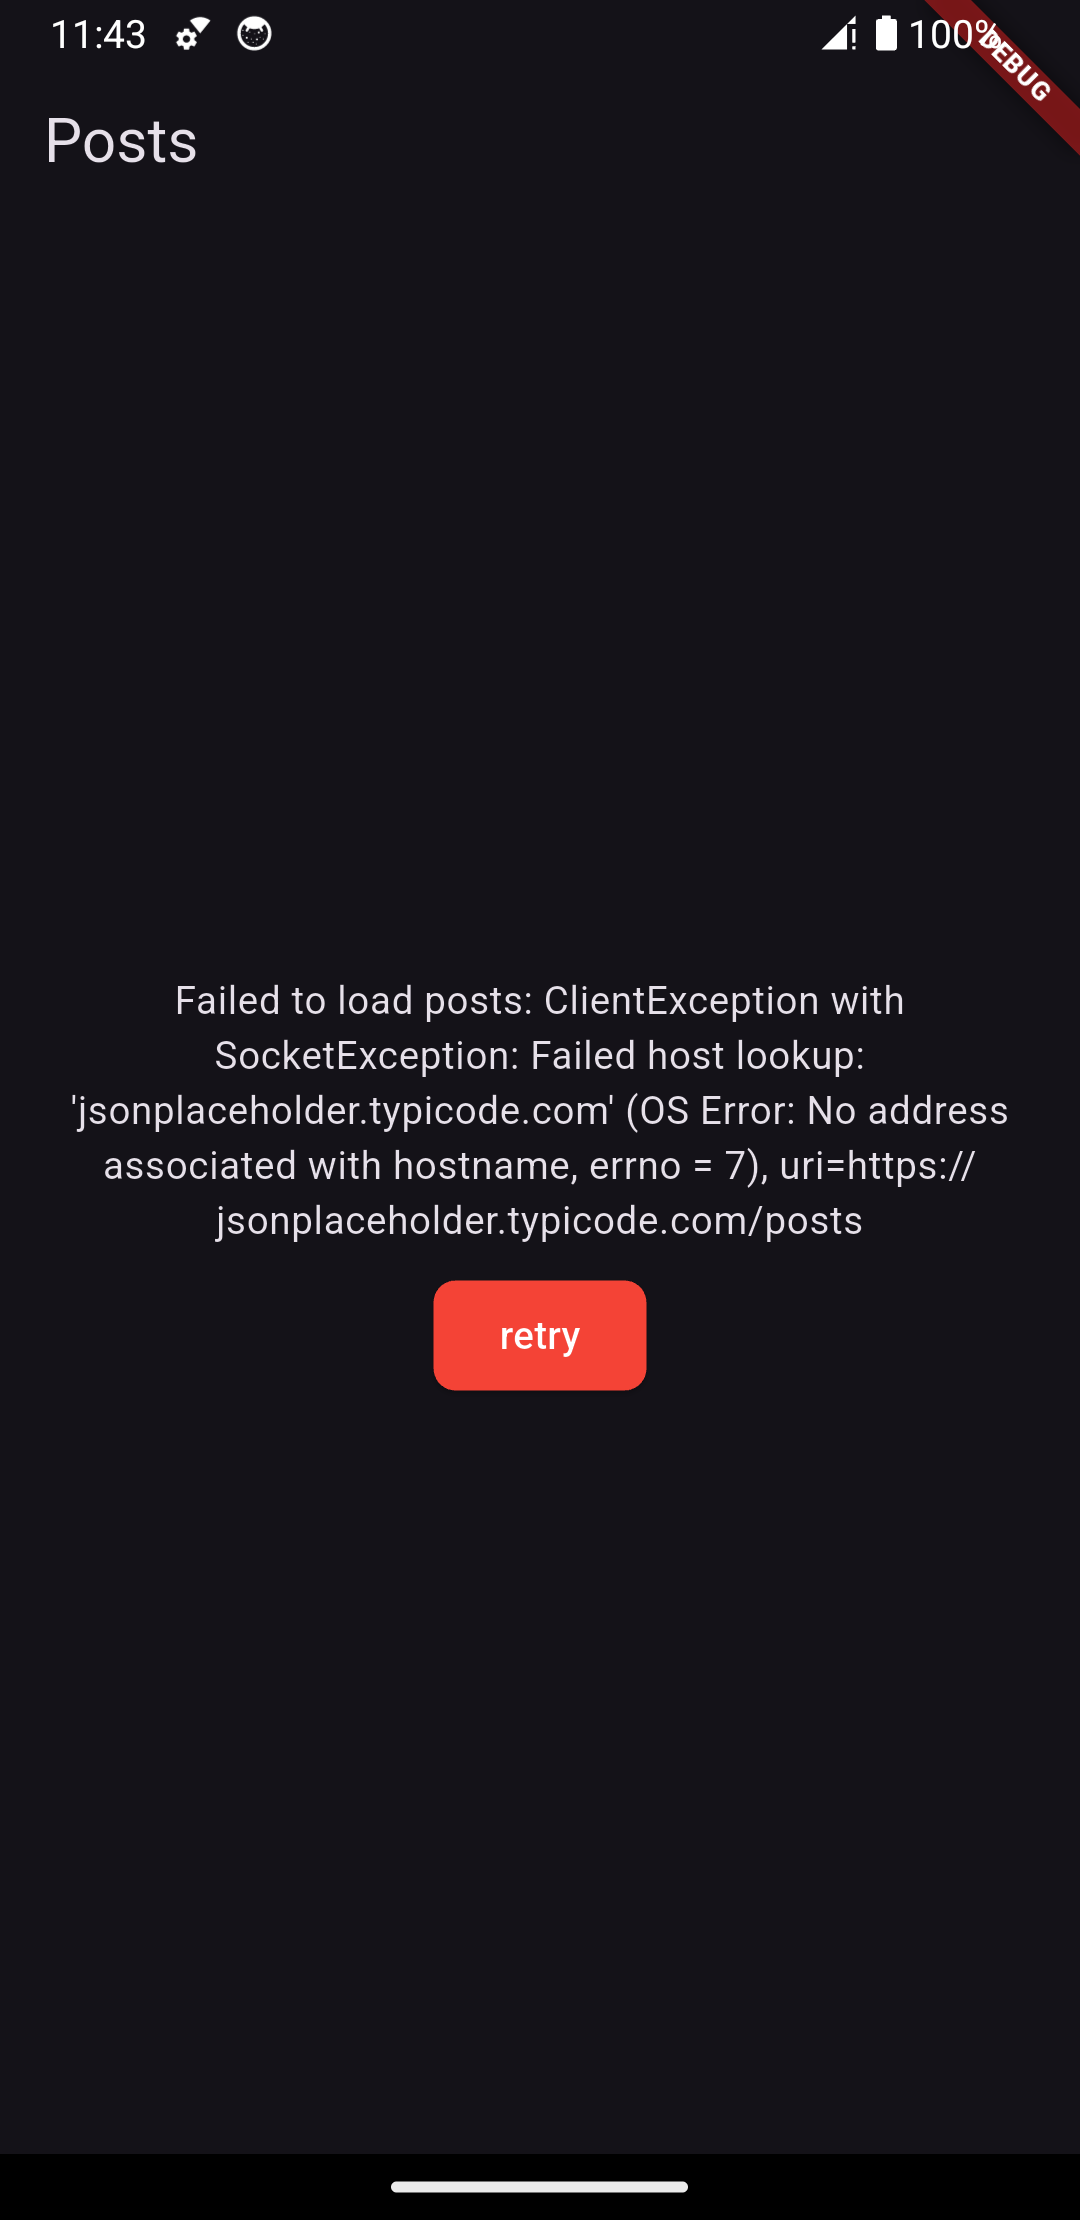 11:43
100%
DEBUG
Posts
Failed to load posts: ClientException with
SocketException: Failed host lookup:
'jsonplaceholder.typicode.com' (OS Error: No address
associated with hostname, errno = 7), uri=https://
jsonplaceholder.typicode.com/posts
retry